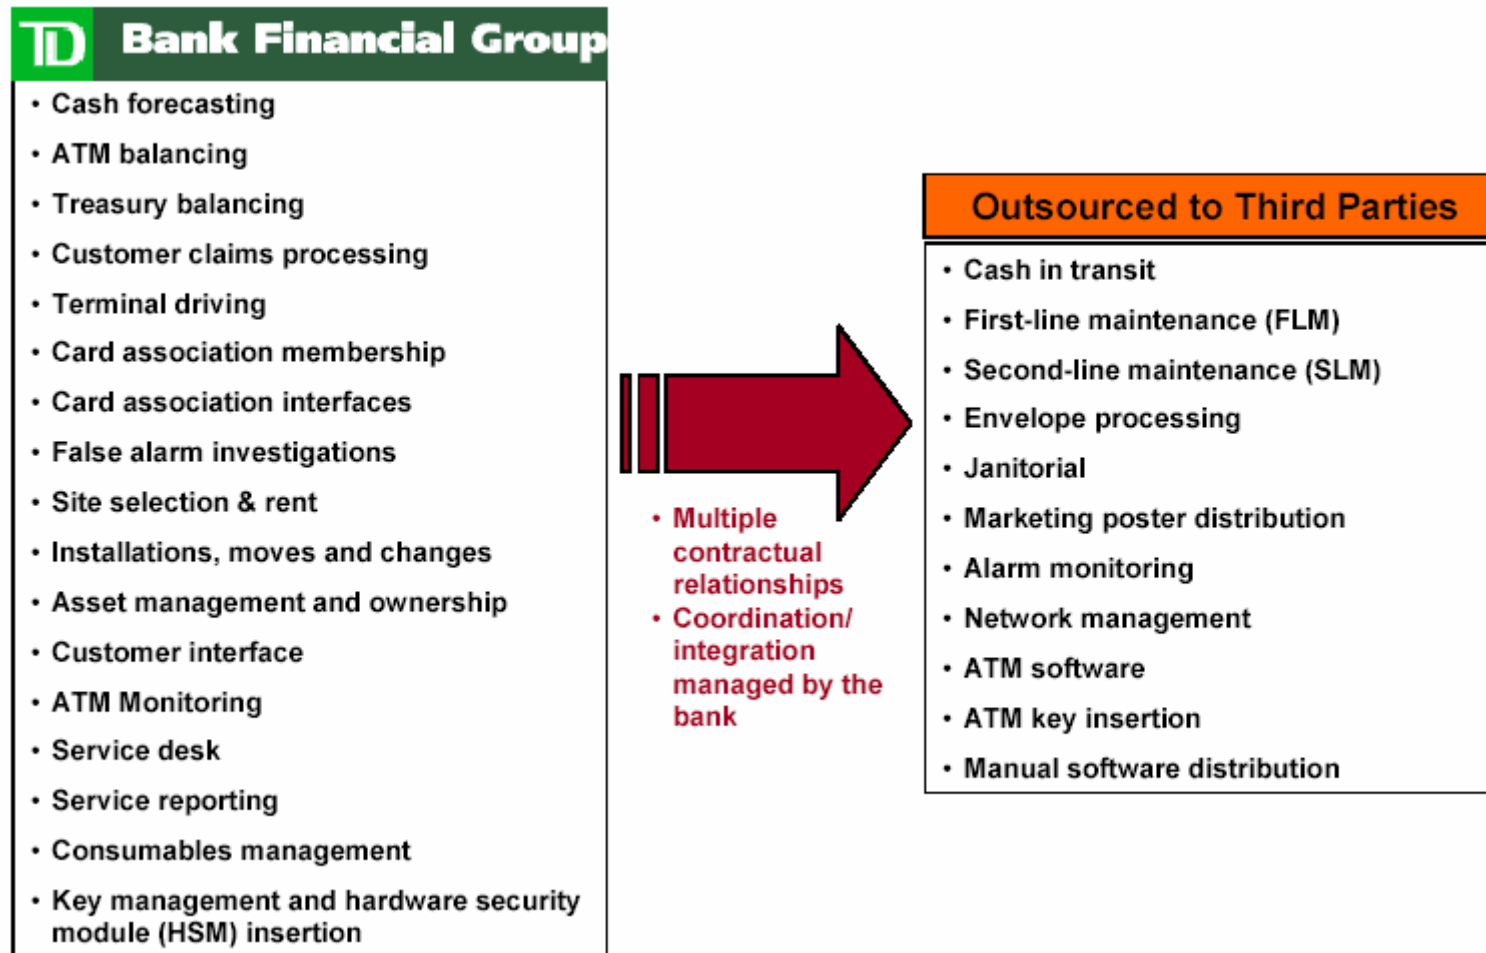 TD Bank Financial Group
• Cash forecasting
• ATM balancing
• Treasury balancing
• Customer claims processing
• Terminal driving
• Card association membership
• Card association interfaces
• False alarm investigations
• Site selection & rent
• Installations, moves and changes
• Asset management and ownership
• Customer interface
• ATM Monitoring
• Service desk
• Service reporting
• Consumables management
• Key management and hardware security
module (HSM) insertion
• Multiple
contractual
relationships
• Coordination/
integration
managed by the
bank
Outsourced to Third Parties
• Cash in transit
• First-line maintenance (FLM)
• Second-line maintenance (SLM)
• Envelope processing
• Janitorial
• Marketing poster distribution
• Alarm monitoring
• Network management
• ATM software
• ATM key insertion
• Manual software distribution